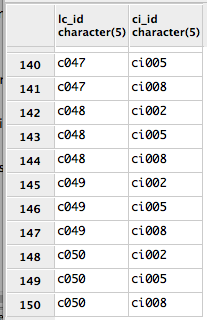 lc_id ci_id
character(5) character(5)
140 c047 ci005
141 c047 ci008
142 c048 ci002
143 c048 ci005
144 c048 ci008
145 c049 ci002
146 c049 ci005
147 c049 ci008
148 c050 ci002
149 c050 ci005
150 c050 ci008